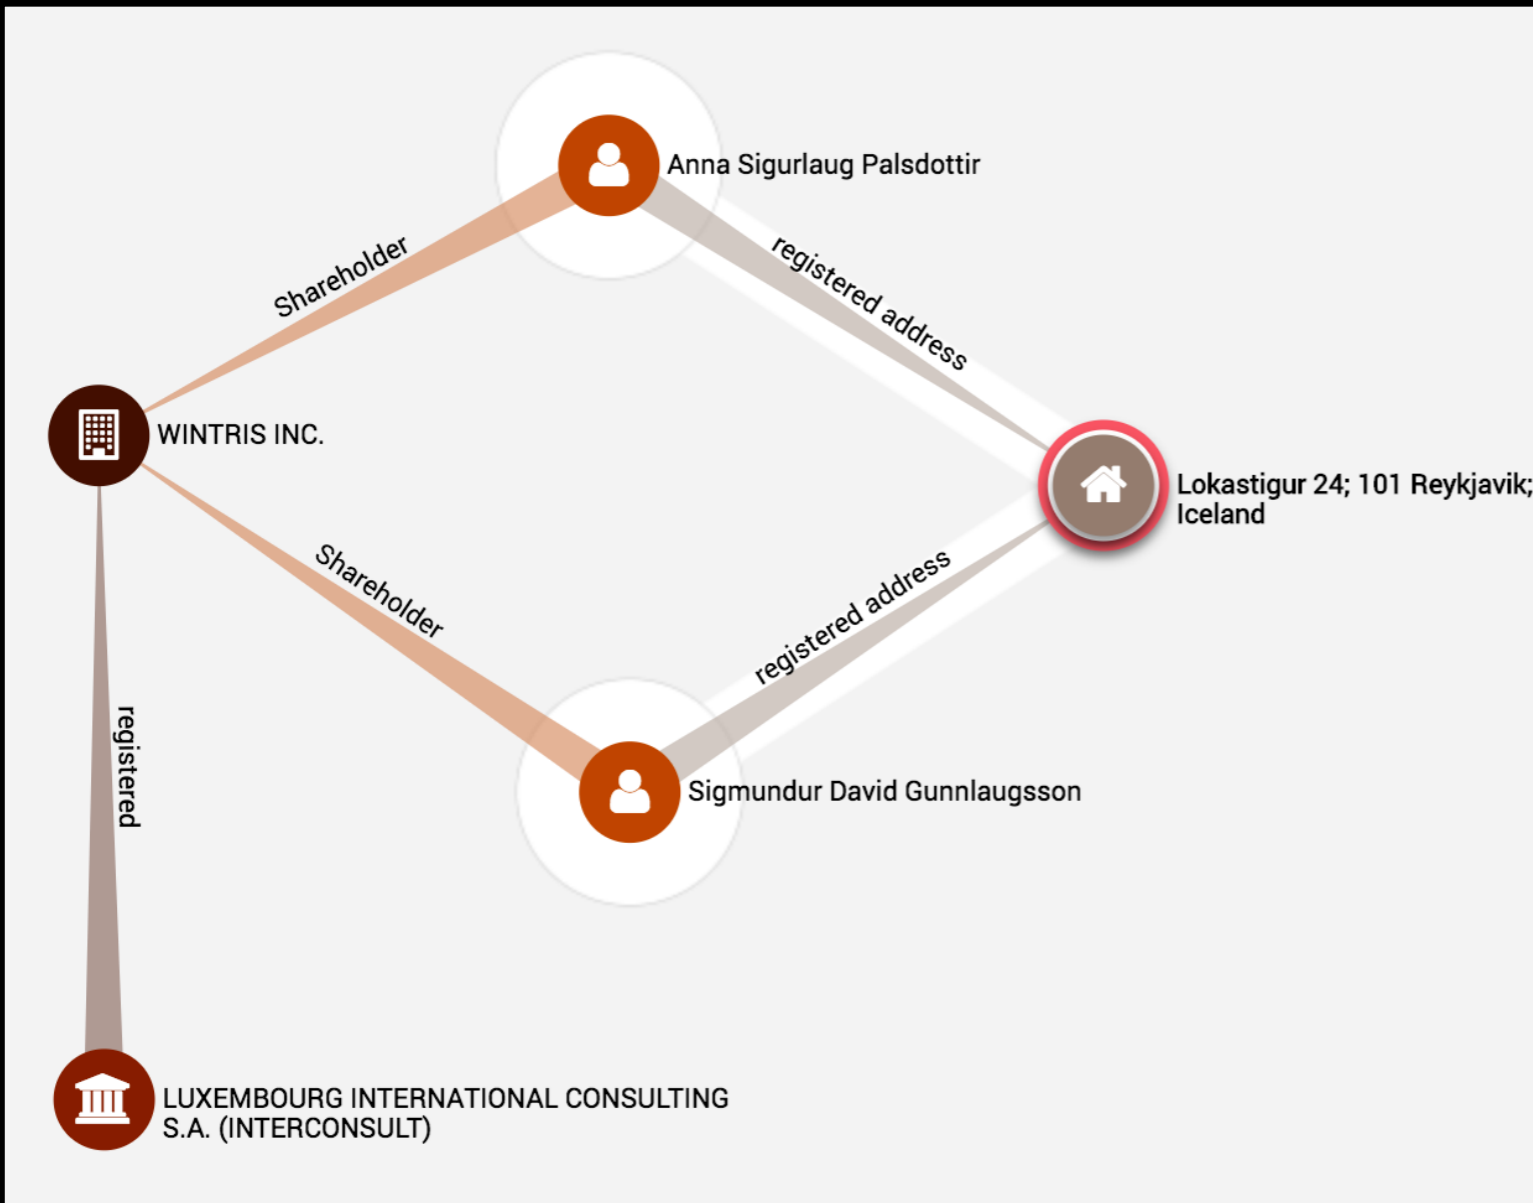 Anna Sigurlaug Palsdottir
Shareholder
registered address
WINTRIS INC.
Lokastigur 24; 101 Reykjavik;
Iceland
Shareholder
registered address
registered
Sigmundur David Gunnlaugsson
LUXEMBOURG INTERNATIONAL CONSULTING
S.A. (INTERCONSULT)